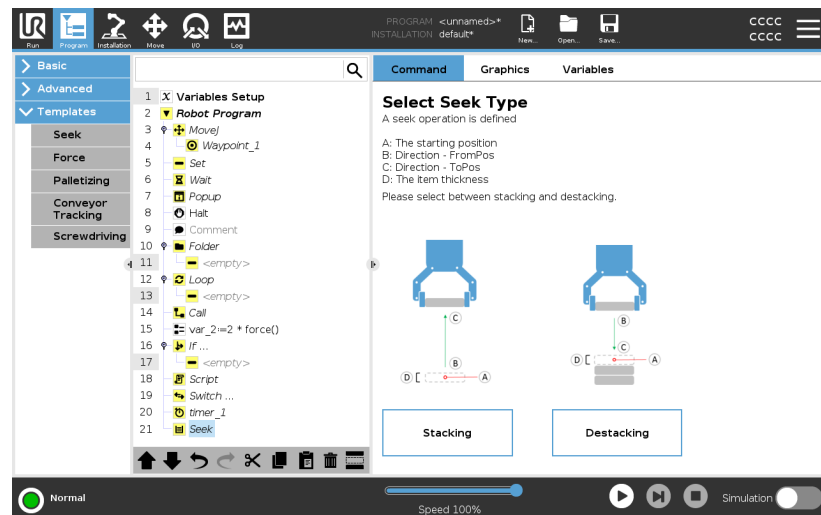 PROGRAM <unnamed>*
INSTALLATION default*
Run
Program
Installation
Move
I/O
Log
New...
Open...
Save...
CCCC
CCCC
Basic
Advanced
Templates
Seek
Force
Palletizing
Conveyor
Tracking
Screwdriving
1 X Variables Setup
2 Robot Program
3 MoveJ
4 Waypoint_1
5 Set
6 Wait
7 Popup
8 Halt
9 Comment
10 Folder
11 <empty>
12 Loop
13 <empty>
14 Call
15 var_2:=2 * force()
16 If ...
17 <empty>
18 Script
19 Switch ...
20 timer_1
21 Seek
Command
Graphics
Variables
Select Seek Type
A seek operation is defined
A: The starting position
B: Direction - FromPos
C: Direction - ToPos
D: The item thickness
Please select between stacking and destacking.
C
B
D
A
B
C
D
A
Stacking
Destacking
Normal
Speed 100%
Simulation